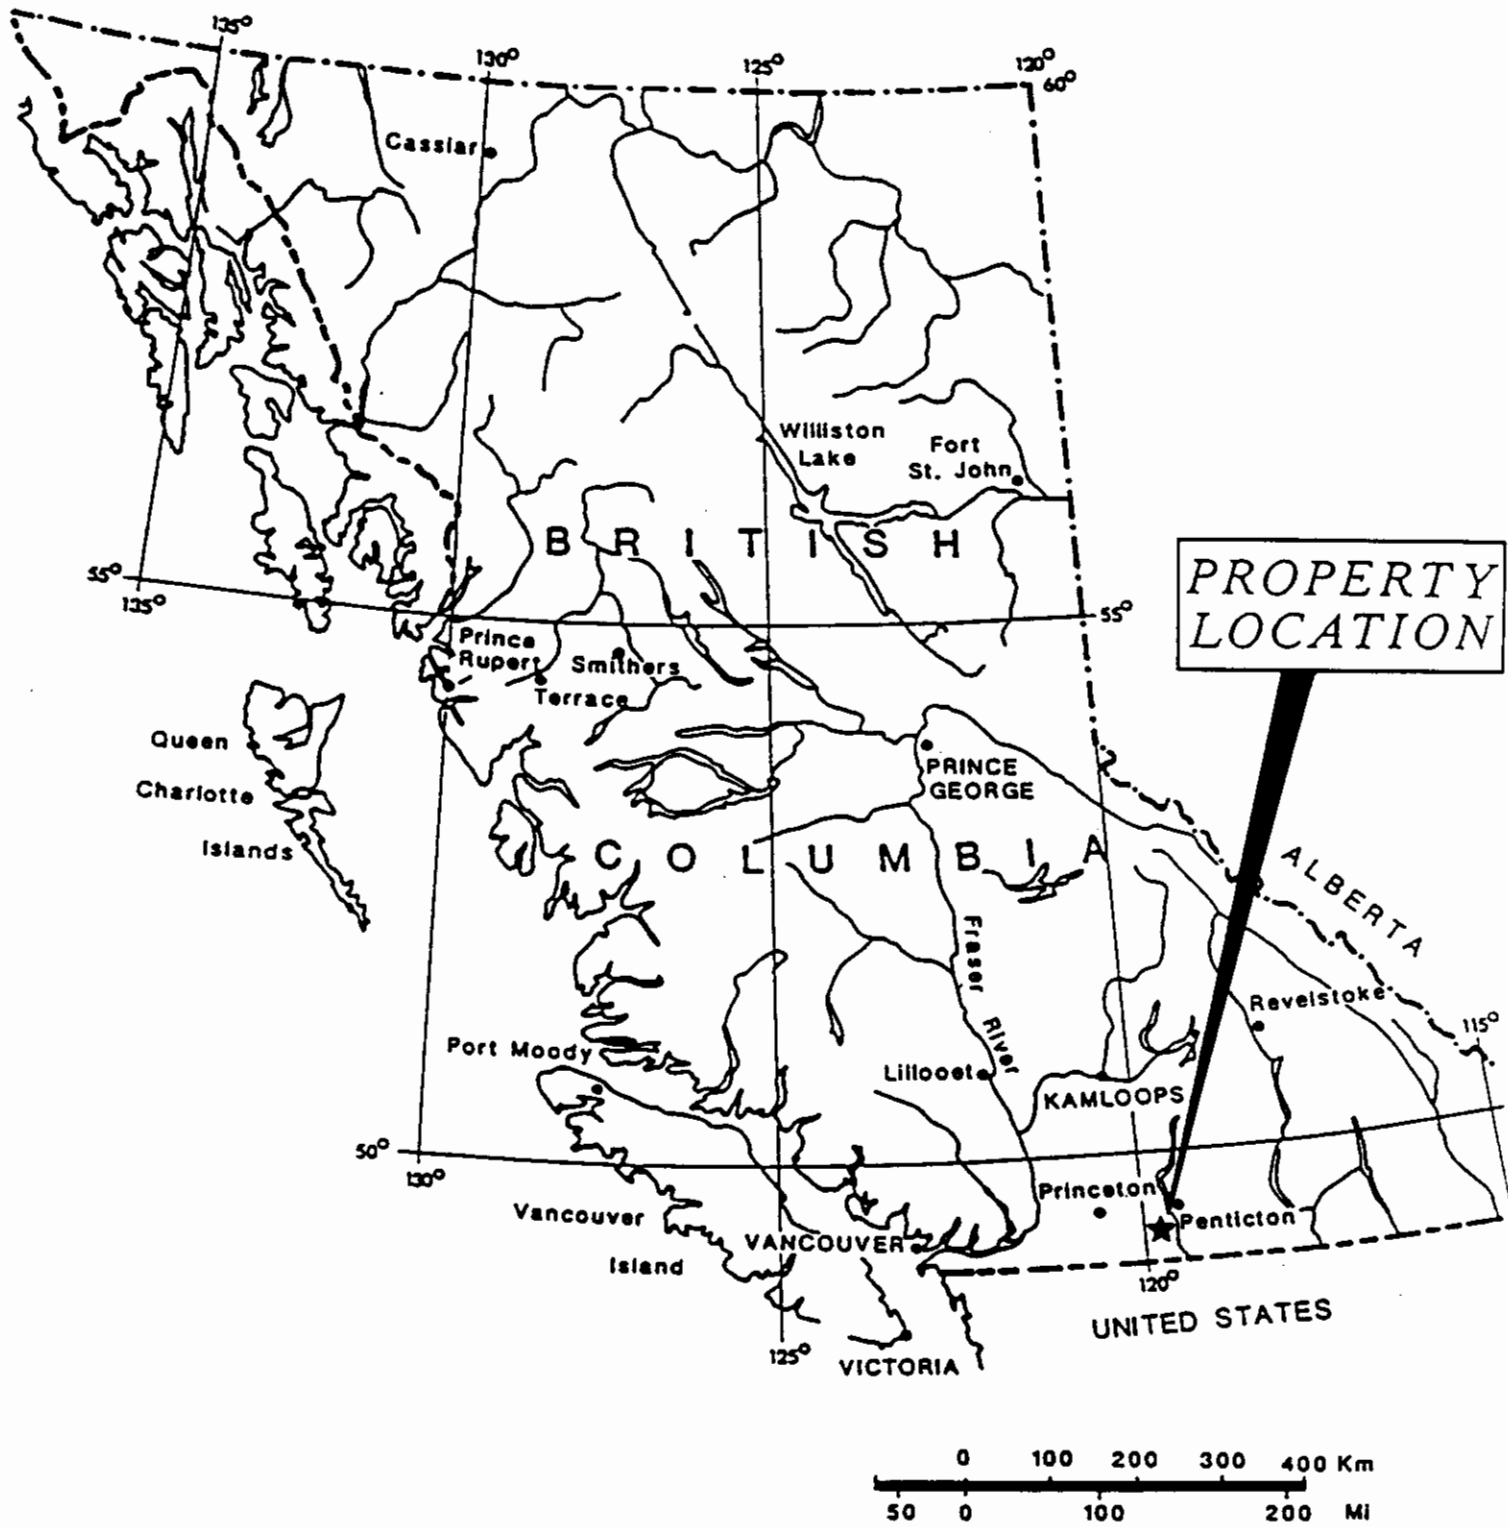 135°
130°
125°
120°
60°
Cassiar
Williston
Lake
Fort
St. John
BRITISH
PROPERTY
LOCATION
55°
135°
55°
Prince
Rupert
Smithers
Terrace
Queen
Charlotte
Islands
PRINCE
GEORGE
COLUMBIA
ALBERTA
Fraser River
Revelstoke
115°
Port Moody
Lillooet
KAMLOOPS
50°
130°
Princeton
Penticton
Vancouver
Island
VANCOUVER
120°
UNITED STATES
125°
VICTORIA
0 100 200 300 400 Km
50 0 100 200 Mi